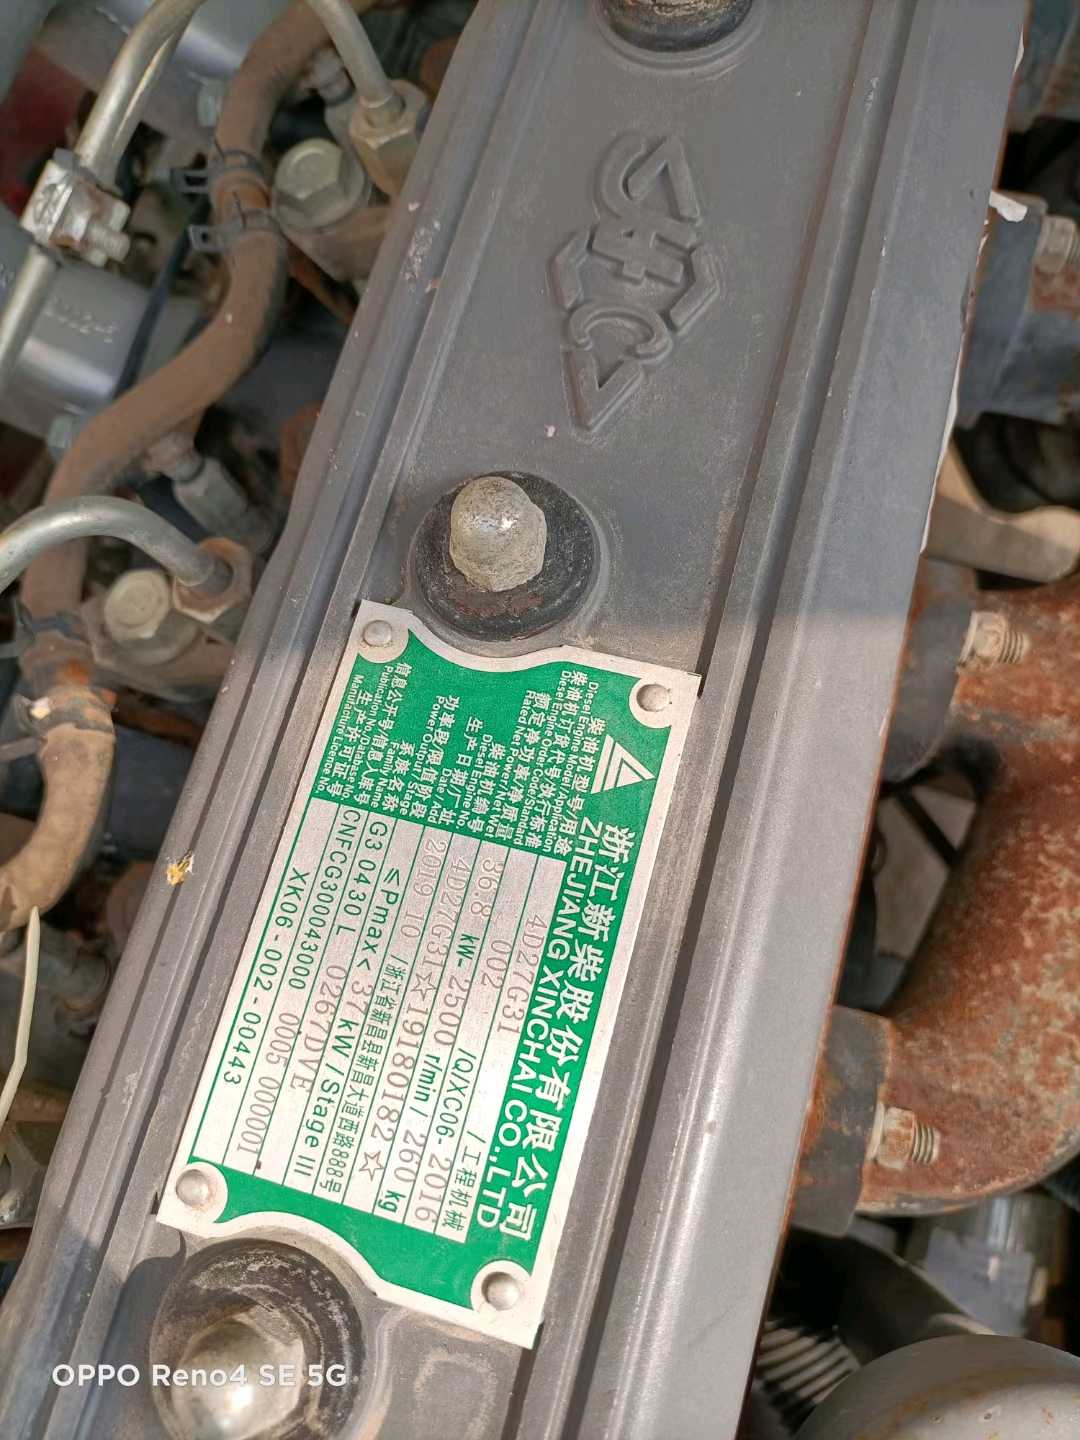 浙江新柴股份有限公司
ZHEJIANG XINCHAI CO.,LTD
柴油机型号/用途 4D27G31 /工程机械
Diesel Engine Model/Application
柴油机订货代号/执行标准 002 /Q/XC06-2016
Diesel Engine Order Code/Standard
额定净功率/净质量 36.8 kW- 2500 r/min/ 260 kg
Rated Net Power/Net Wet
柴油机编号 4D27G31☆19180182☆
Diesel Engine No.
生产日期/厂址 2019 10 /浙江省新昌县新昌大道西路888号
Date/Add
功率段/限值阶段 ≤Pmax< 37 kW/Stage III
Power Output/Stage
系族名称 G3 0430 L 0267DVE
Family Name
信息公开号/信息入库号 CNFCG3000043000 0005 000001
Publication No./Database No.
生产许可证号 XK06-002-00443
Manufacture Licence No.
OPPO Reno4 SE 5G